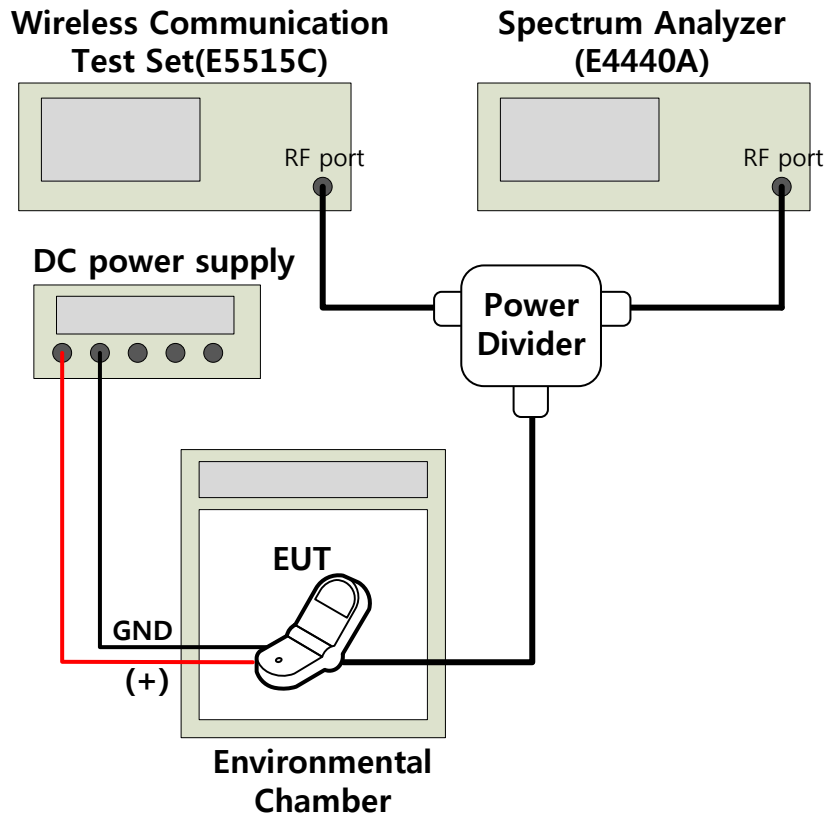 Wireless Communication
Test Set(E5515C)
Spectrum Analyzer
(E4440A)
RF port
RF port
DC power supply
Power
Divider
EUT
GND
(+)
Environmental
Chamber